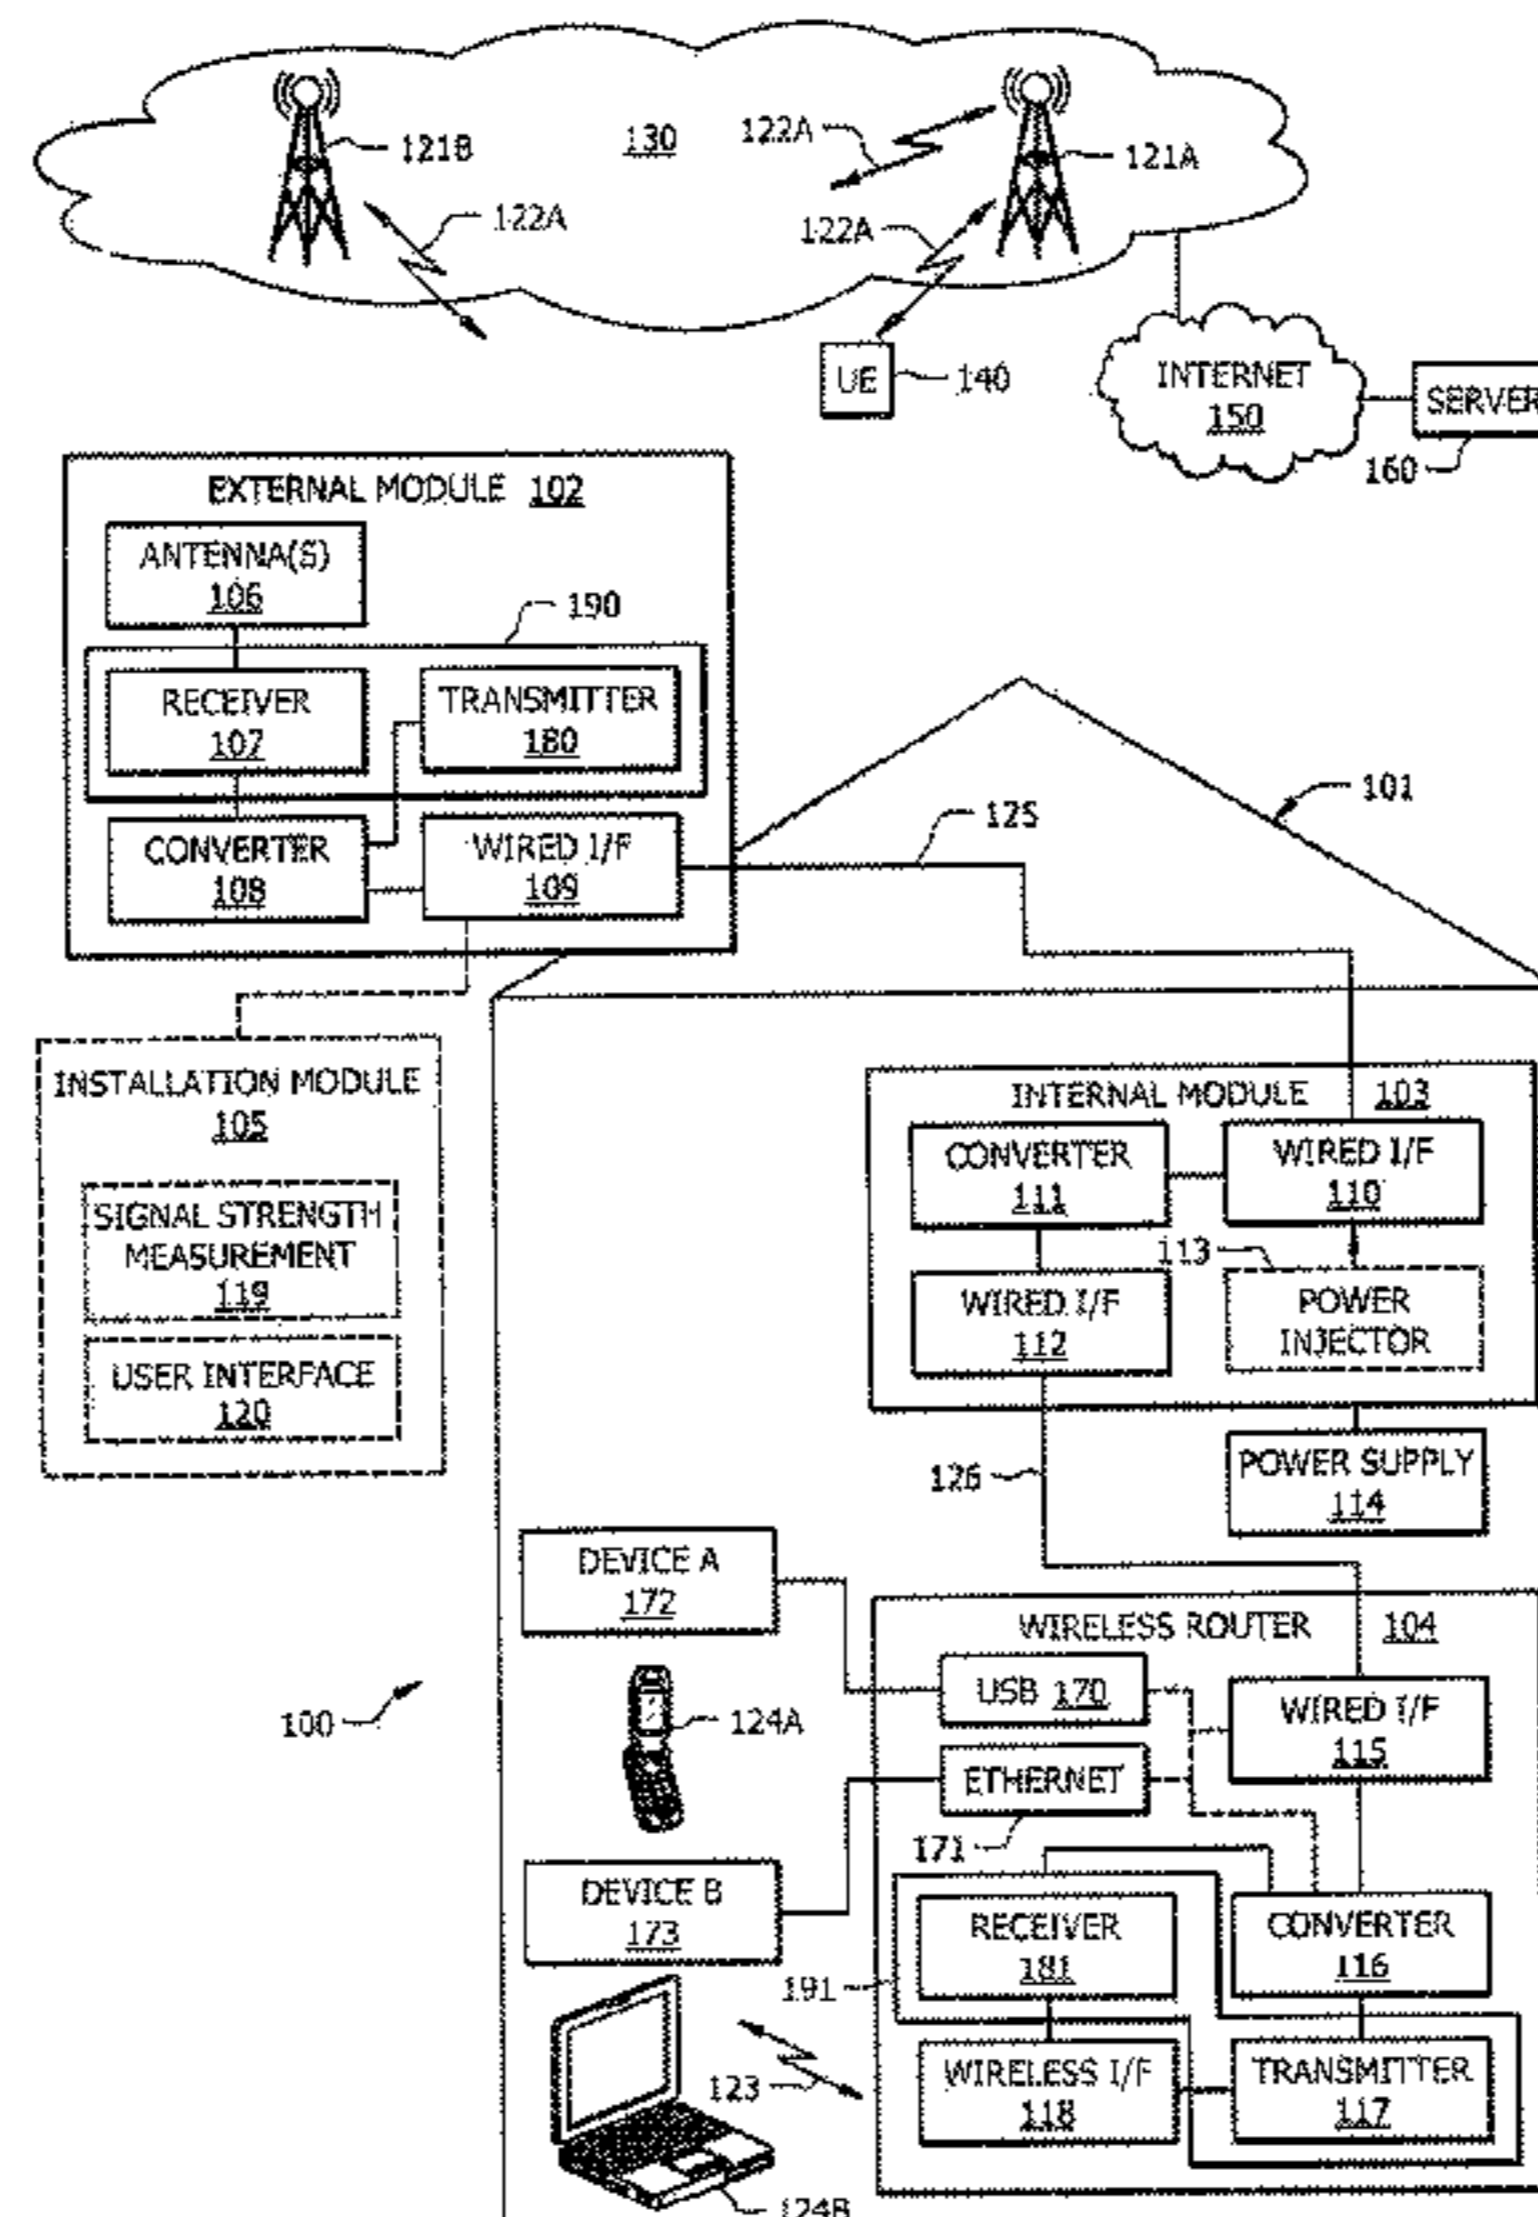 121B
130
122A
121A
122A
122A
UE
140
INTERNET
150
SERVER
160
EXTERNAL MODULE 102
ANTENNA(S)
106
190
RECEIVER
107
TRANSMITTER
180
CONVERTER
108
WIRED I/F
109
125
101
INSTALLATION MODULE
105
SIGNAL STRENGTH
MEASUREMENT
119
USER INTERFACE
120
INTERNAL MODULE 103
CONVERTER
111
WIRED I/F
110
113
WIRED I/F
112
POWER
INJECTOR
POWER SUPPLY
114
126
DEVICE A
172
WIRELESS ROUTER 104
USB 170
WIRED I/F
115
100
124A
ETHERNET
171
DEVICE B
173
RECEIVER
181
CONVERTER
116
191
WIRELESS I/F
118
TRANSMITTER
117
123
124B